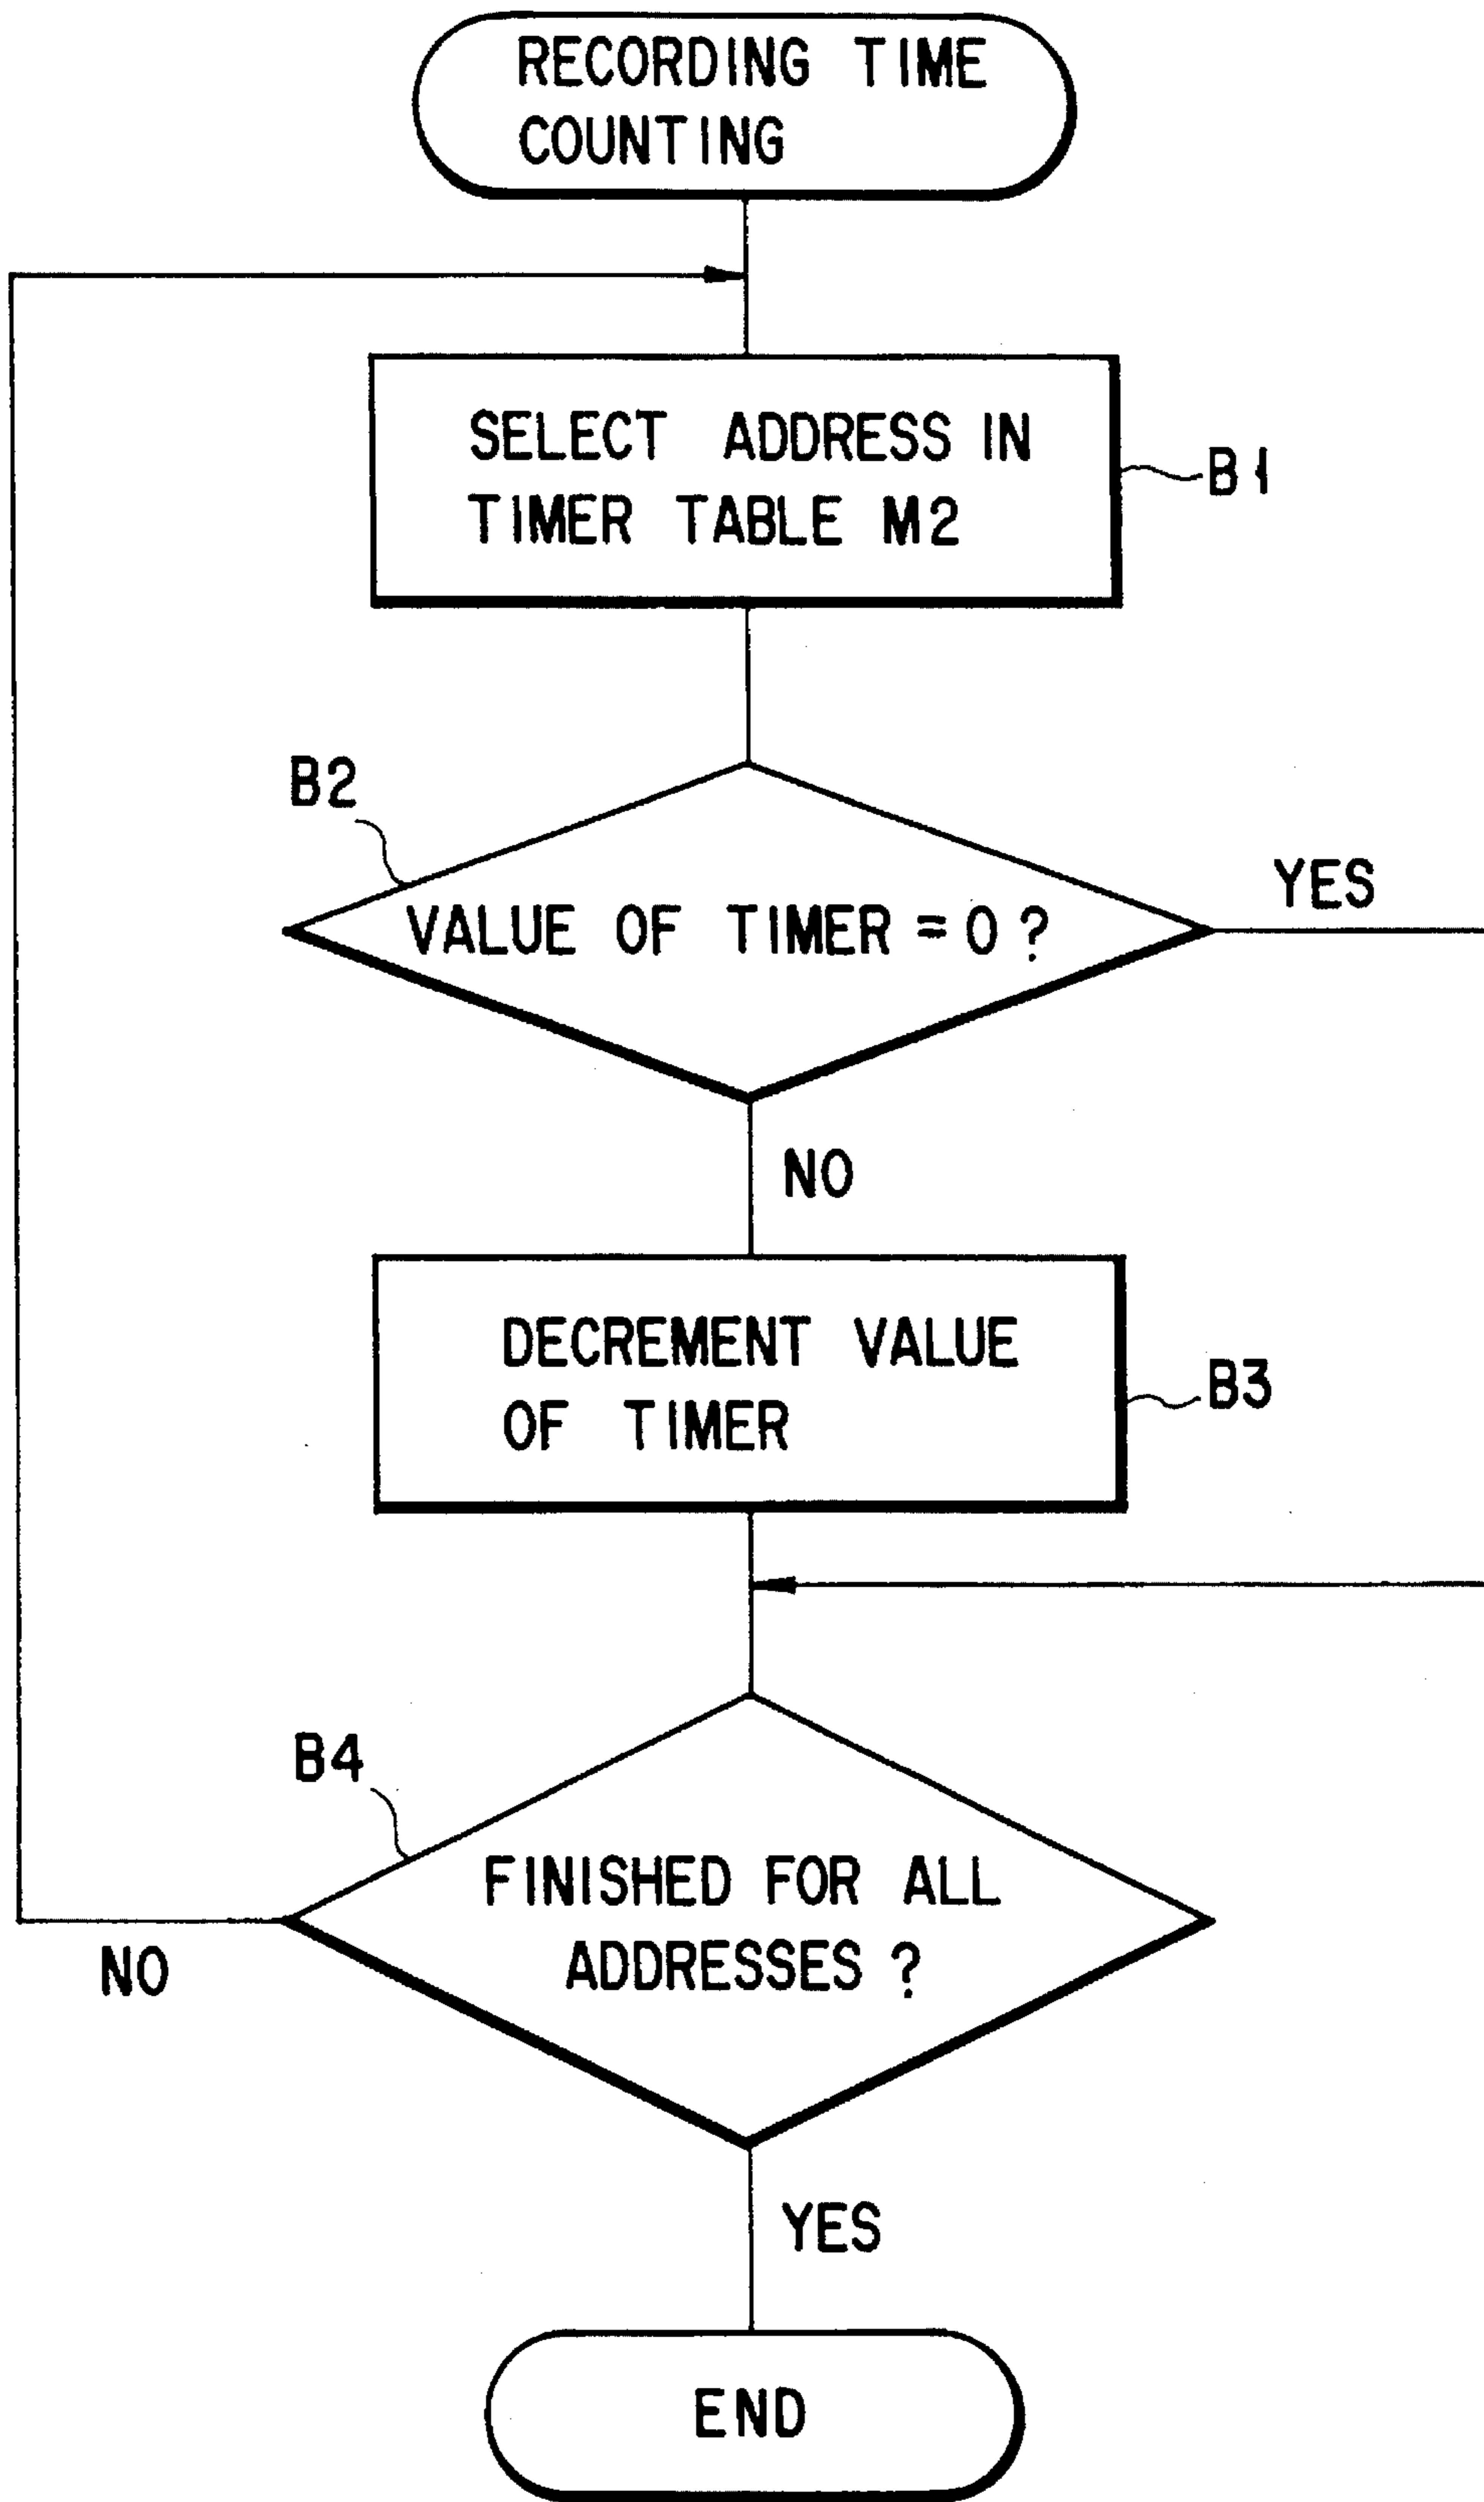 RECORDING TIME
COUNTING
SELECT ADDRESS IN
TIMER TABLE M2
B1
B2
VALUE OF TIMER = 0 ?
YES
NO
DECREMENT VALUE
OF TIMER
B3
B4
FINISHED FOR ALL
ADDRESSES ?
NO
YES
END